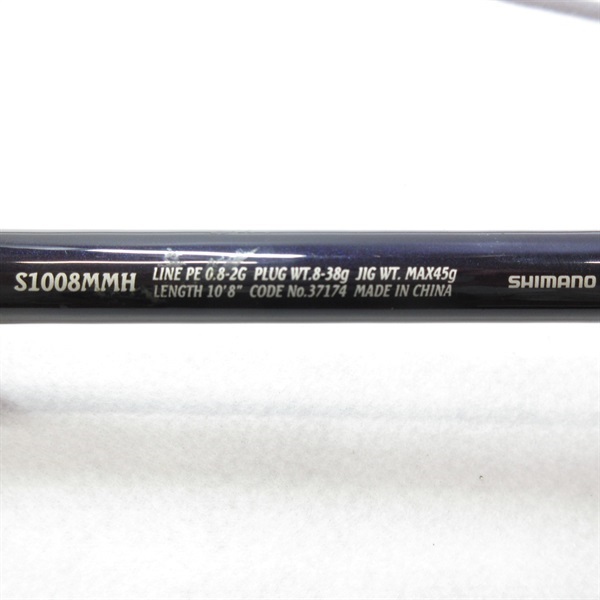 S1008MMH
LINE PE 0.8-2G PLUG WT.8-38g JIG WT. MAX45g
LENGTH 10'8" CODE No.37174 MADE IN CHINA
SHIMANO